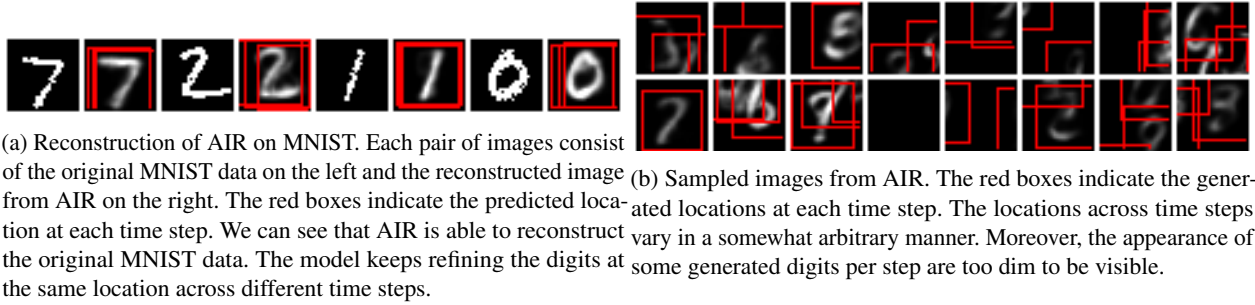 (a) Reconstruction of AIR on MNIST. Each pair of images consist
of the original MNIST data on the left and the reconstructed image
from AIR on the right. The red boxes indicate the predicted loca-
tion at each time step. We can see that AIR is able to reconstruct
the original MNIST data. The model keeps refining the digits at
the same location across different time steps.
(b) Sampled images from AIR. The red boxes indicate the gener-
ated locations at each time step. The locations across time steps
vary in a somewhat arbitrary manner. Moreover, the appearance of
some generated digits per step are too dim to be visible.